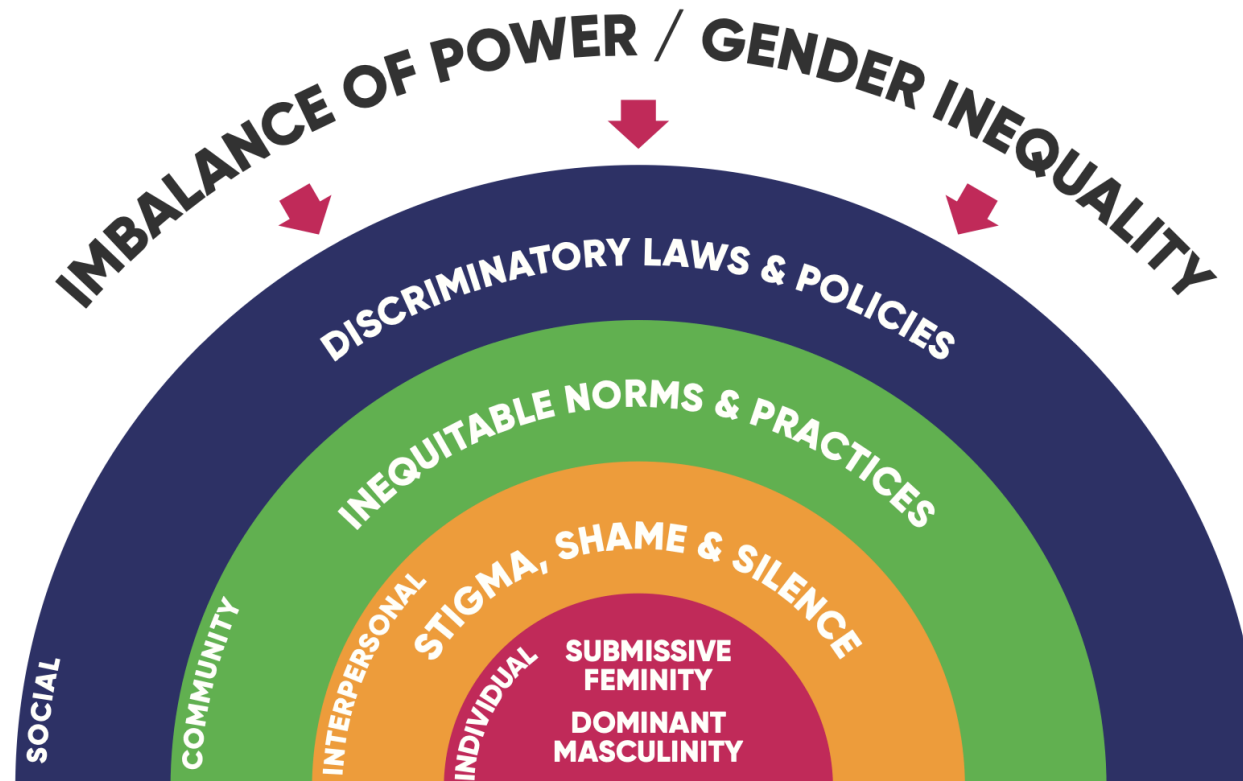 IMBALANCE OF POWER / GENDER INEQUALITY
DISCRIMINATORY LAWS & POLICIES
INEQUITABLE NORMS & PRACTICES
STIGMA, SHAME & SILENCE
SUBMISSIVE
FEMINITY
DOMINANT
MASCULINITY
SOCIAL
COMMUNITY
INTERPERSONAL
INDIVIDUAL